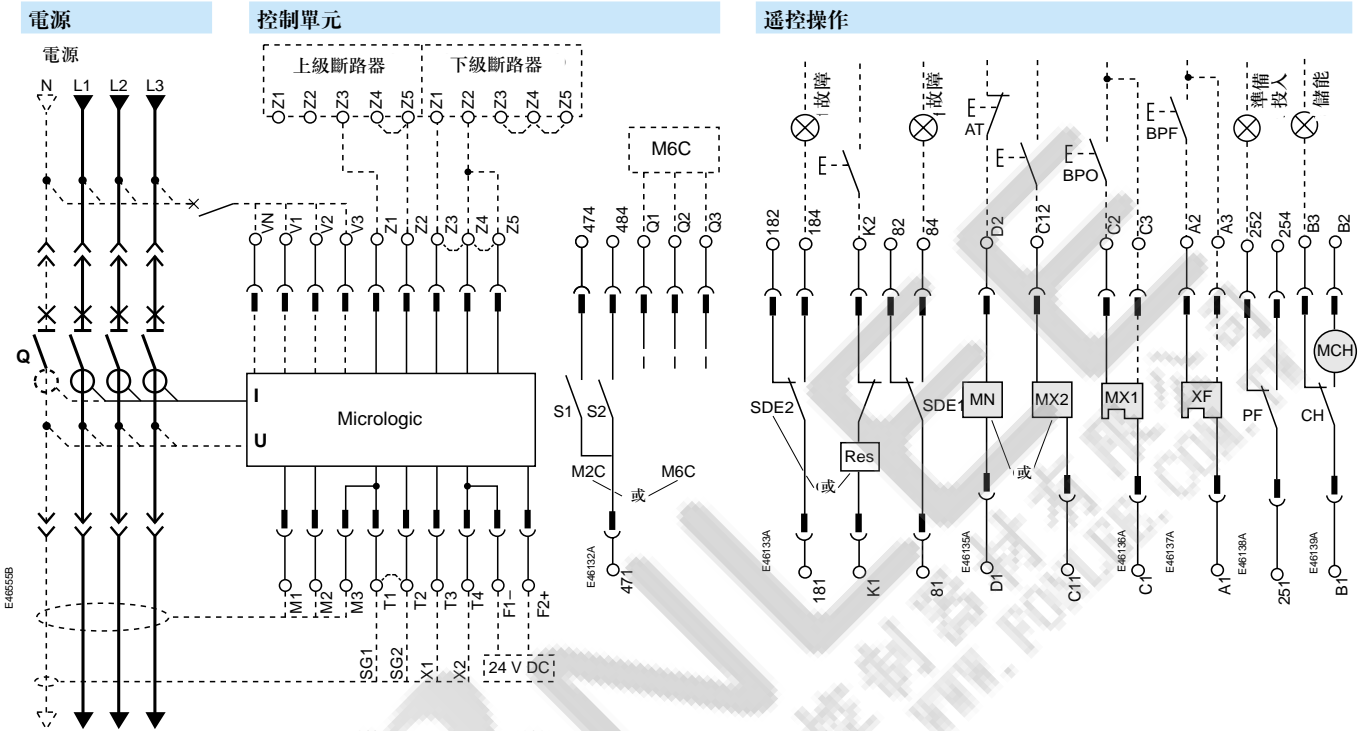 電源
控制單元
遥控操作
電源
N L1 L2 L3
上級斷路器
下級斷路器
Z1 Z2 Z3 Z4 Z5 Z1 Z2 Z3 Z4 Z5
M6C
故障
故障
準備
投入
儲能
AT
BPO
BPF
VN V1 V2 V3 Z1 Z2 Z3 Z4 Z5
474 484 Q1 Q2 Q3
182 184 K2 82 84 D2 C12 C2 C3 A2 A3 252 254 B3 B2
Q
I
U
Micrologic
S1 S2
M2C 或 M6C
SDE2
Res
或
SDE1
MN
MX2
或
MX1
XF
PF
CH
MCH
M1 M2 M3 T1 T2 T3 T4 F1– F2+
SG1 SG2 X1 X2
24 V DC
471
181 K1 81 D1 C11 C1 A1 251 B1
E46555B
E46132A
E46133A
E46135A
E46136A
E46137A
E46138A
E46139A
WWW.FONLEE.COM.TW